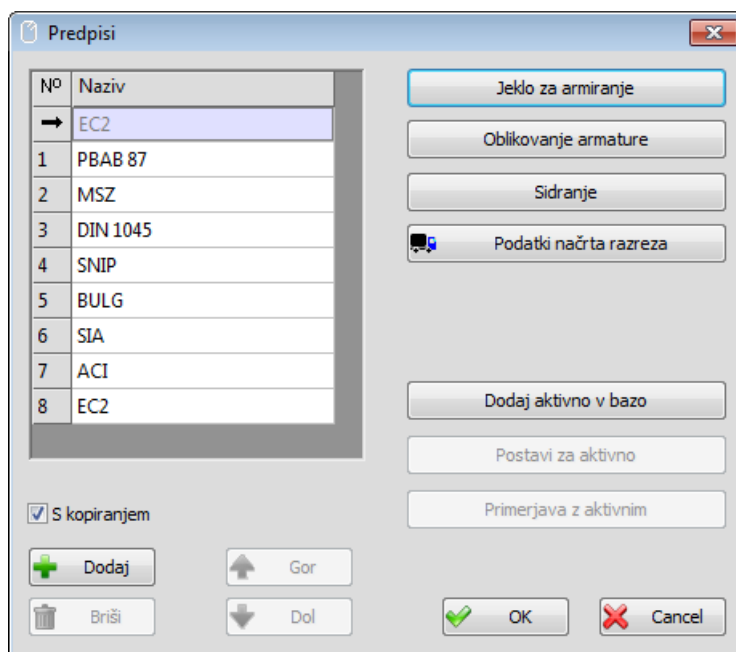 Predpisi
Nº Naziv
EC2
1 PBAB 87
2 MSZ
3 DIN 1045
4 SNIP
5 BULG
6 SIA
7 ACI
8 EC2
Jeklo za armiranje
Oblikovanje armature
Sidranje
Podatki načrta razreza
Dodaj aktivno v bazo
Postavi za aktivno
Primerjava z aktivnim
S kopiranjem
Dodaj
Gor
Briši
Dol
OK
Cancel